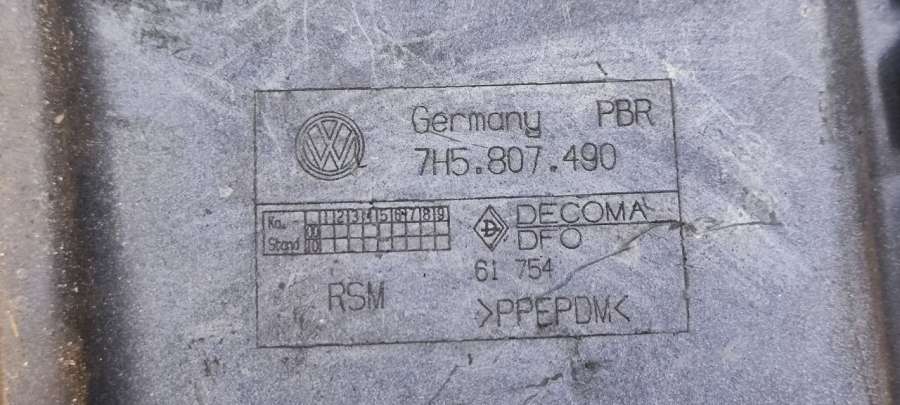 Germany PBR
7H5.807.490
Ko. 1 2 3 4 5 6 7 8 9
Stand
DECOMA
DFO
61 754
RSM
>PPEPDM<